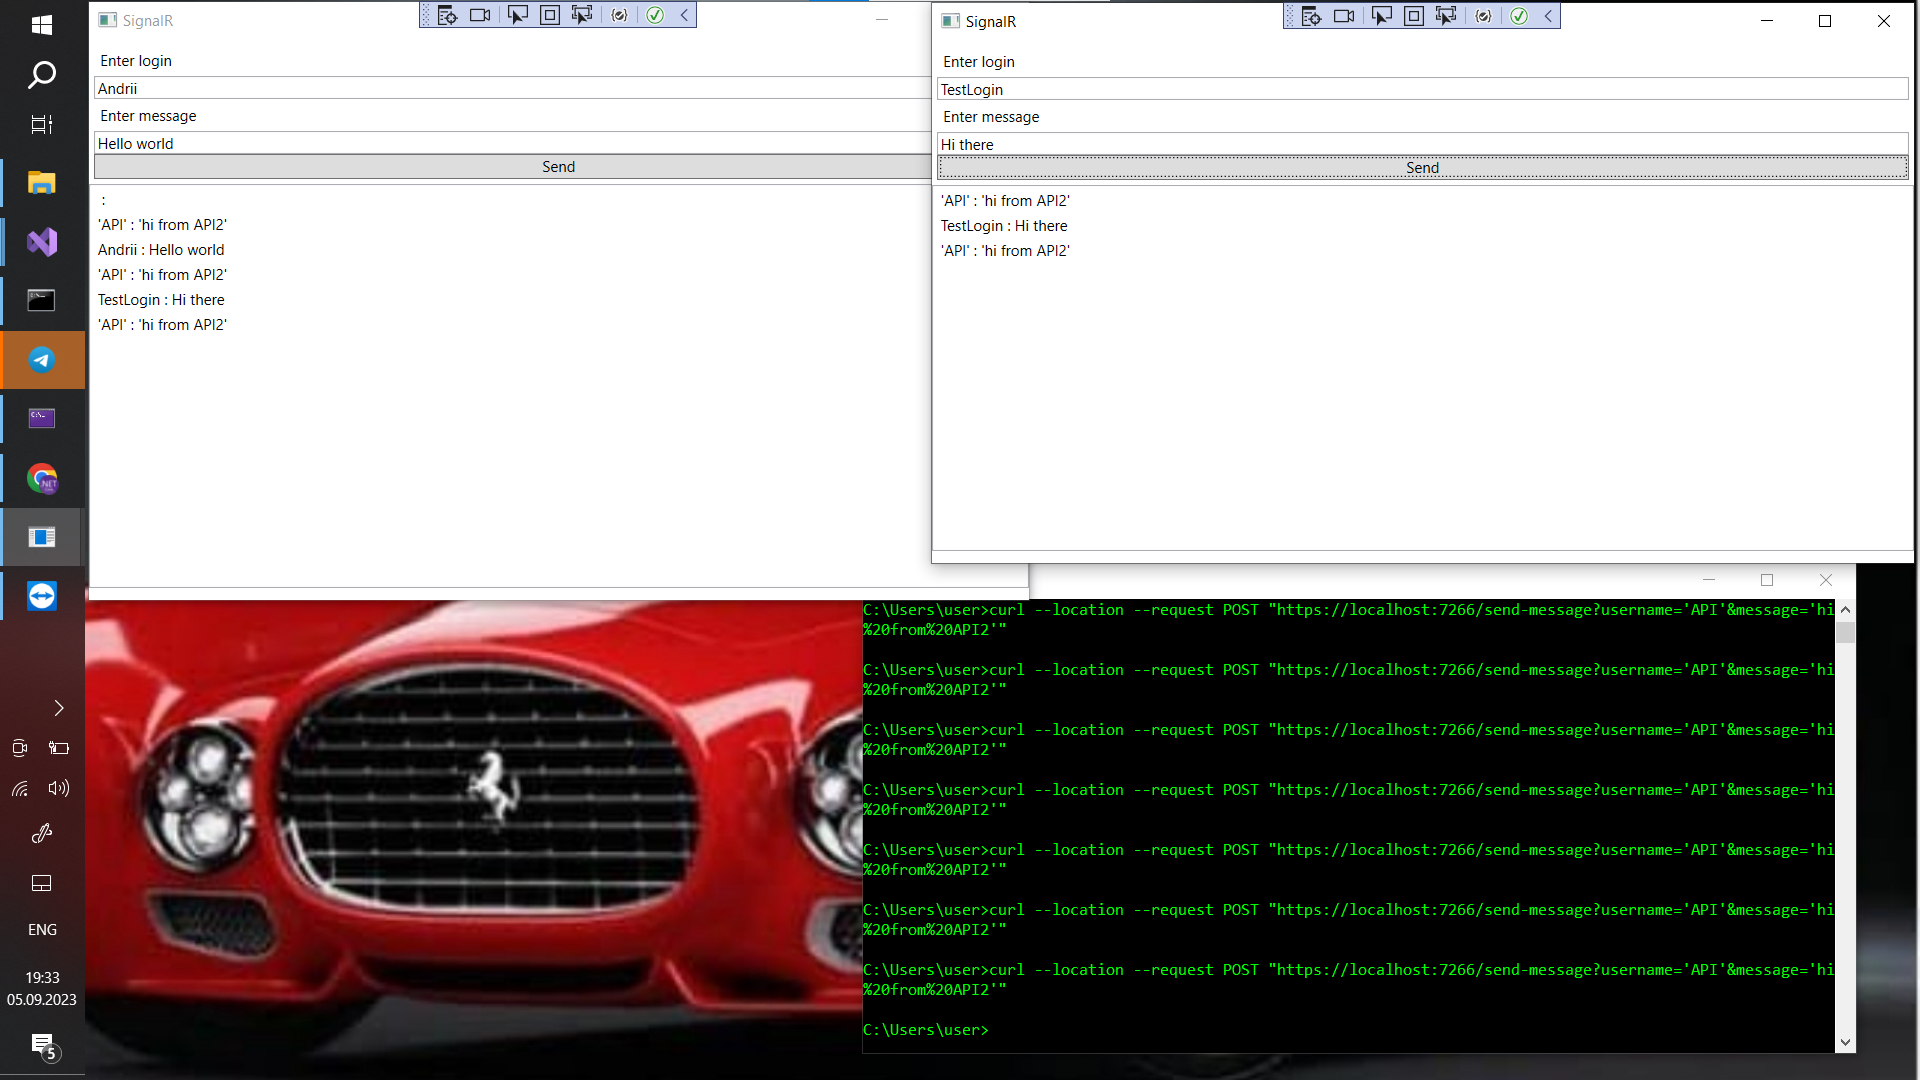 SignalR
Enter login
Andrii
Enter message
Hello world
Send
:
'API' : 'hi from API2'
Andrii : Hello world
'API' : 'hi from API2'
TestLogin : Hi there
'API' : 'hi from API2'
SignalR
Enter login
TestLogin
Enter message
Hi there
Send
'API' : 'hi from API2'
TestLogin : Hi there
'API' : 'hi from API2'
C:\Users\user>curl --location --request POST "https://localhost:7266/send-message?username='API'&message='hi
%20from%20API2'"
C:\Users\user>curl --location --request POST "https://localhost:7266/send-message?username='API'&message='hi
%20from%20API2'"
C:\Users\user>curl --location --request POST "https://localhost:7266/send-message?username='API'&message='hi
%20from%20API2'"
C:\Users\user>curl --location --request POST "https://localhost:7266/send-message?username='API'&message='hi
%20from%20API2'"
C:\Users\user>curl --location --request POST "https://localhost:7266/send-message?username='API'&message='hi
%20from%20API2'"
C:\Users\user>curl --location --request POST "https://localhost:7266/send-message?username='API'&message='hi
%20from%20API2'"
C:\Users\user>curl --location --request POST "https://localhost:7266/send-message?username='API'&message='hi
%20from%20API2'"
C:\Users\user>
.NET
ENG
19:33
05.09.2023
5